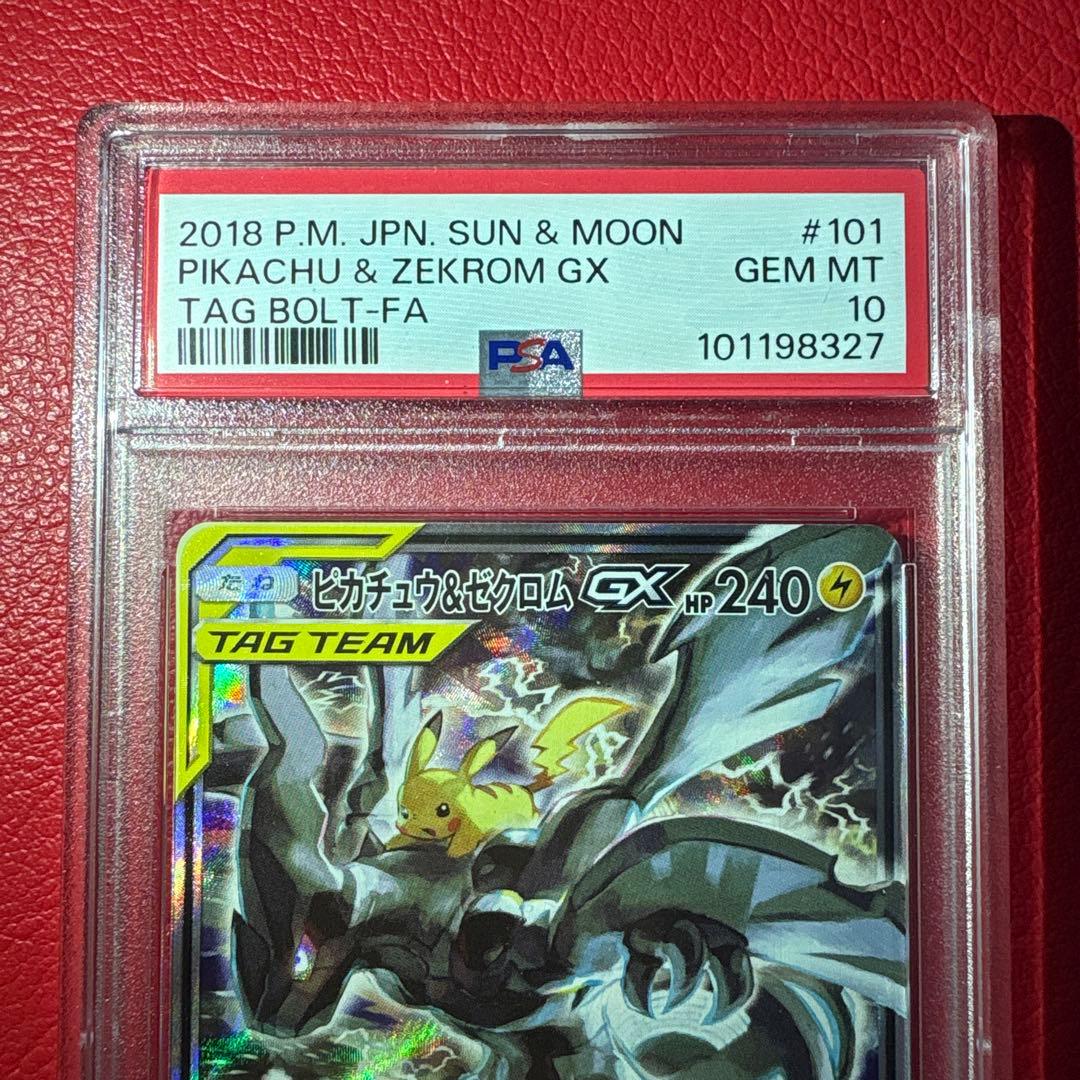 2018 P.M. JPN. SUN & MOON #101
PIKACHU & ZEKROM GX GEM MT
TAG BOLT-FA 10
PSA 101198327
たね ピカチュウ&ゼクロム GX HP 240
TAG TEAM